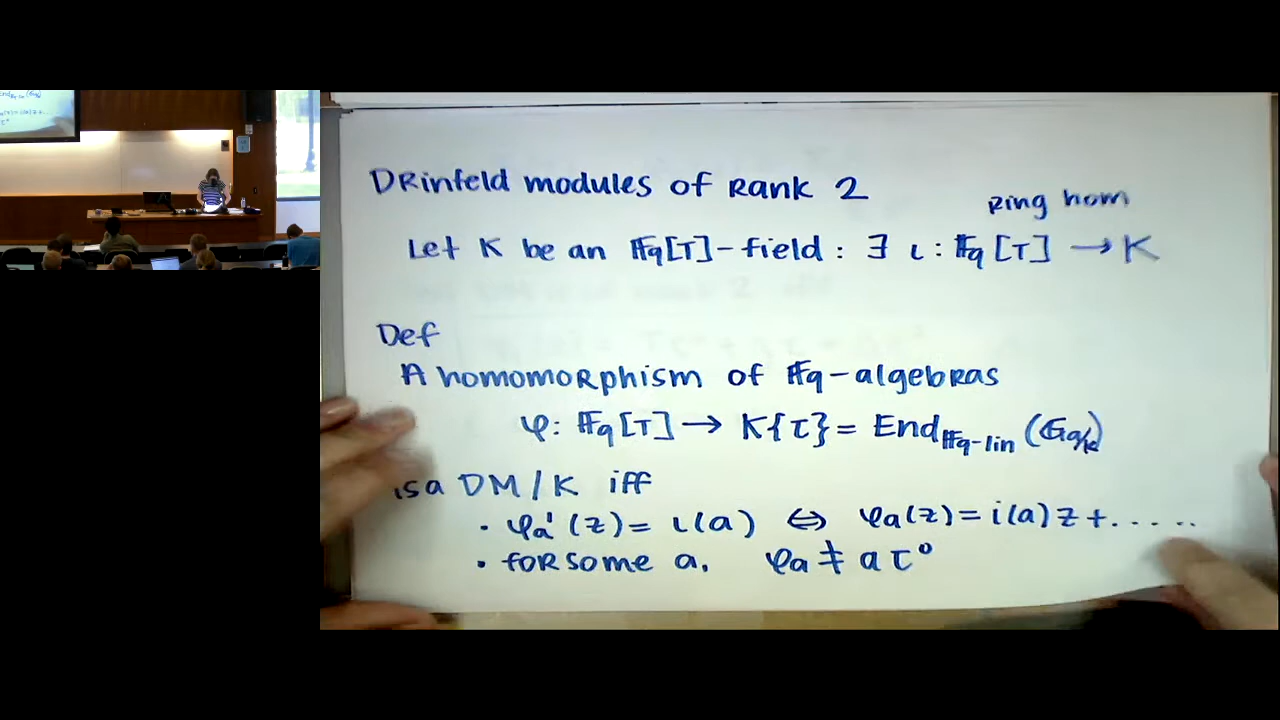 DRinfeld modules of Rank 2
Ring hom
Let K be an 𝔽q[T]-field : ∃ ι : 𝔽q[T] → K
Def
A homomorphism of 𝔽q-algebras
φ: 𝔽q[T] → K{τ} = End𝔽q-lin (𝔾a/K)
is a DM/K iff
· φa'(z) = ι(a) ⇔ φa(z) = i(a)z + .....
· for some a, φa ≠ aτ⁰